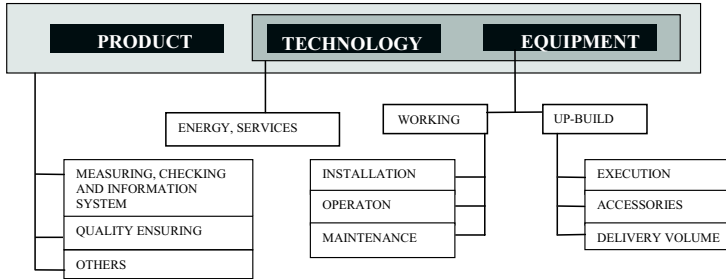 PRODUCT
TECHNOLOGY
EQUIPMENT
ENERGY, SERVICES
WORKING
UP-BUILD
MEASURING, CHECKING
AND INFORMATION
SYSTEM
QUALITY ENSURING
OTHERS
INSTALLATION
OPERATON
MAINTENANCE
EXECUTION
ACCESSORIES
DELIVERY VOLUME